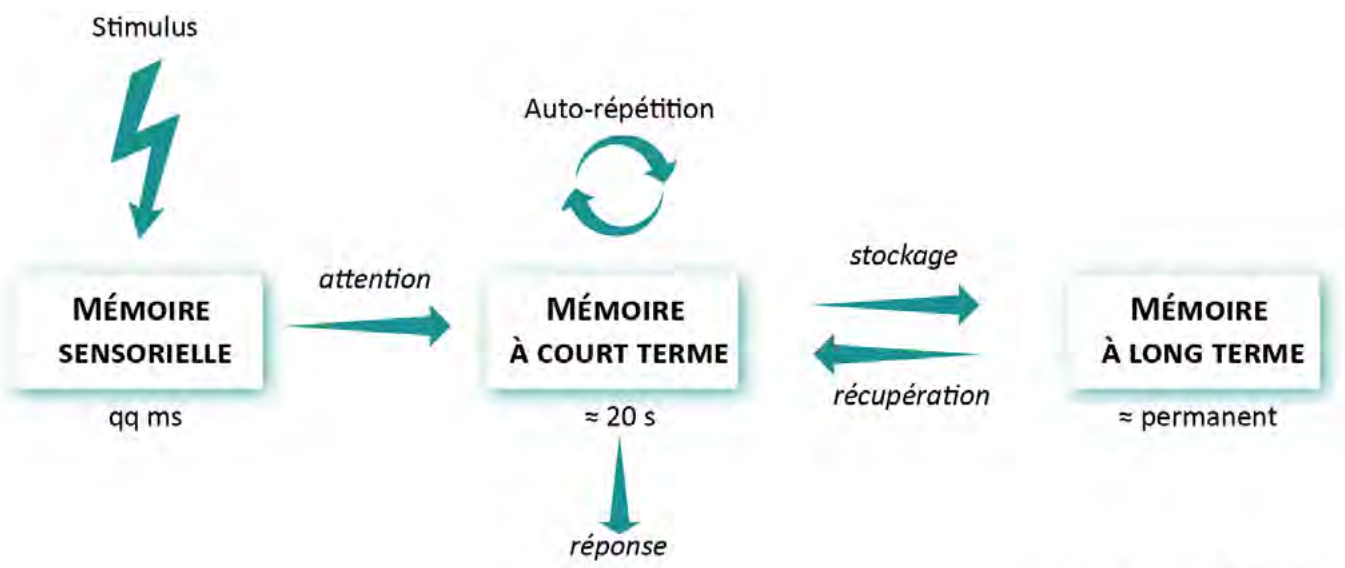 Stimulus
Auto-répétition
attention
stockage
MÉMOIRE
SENSORIELLE
MÉMOIRE
À COURT TERME
MÉMOIRE
À LONG TERME
récupération
qq ms
≈ 20 s
≈ permanent
réponse